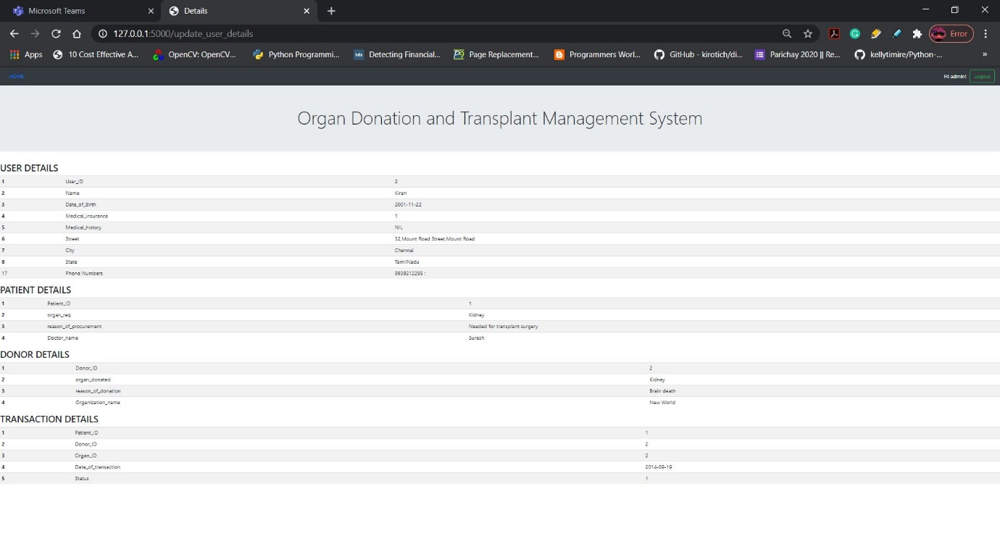 Microsoft Teams
Details
127.0.0.1:5000/update_user_details
Error
Apps
10 Cost Effective A...
OpenCV: OpenCV...
Python Programmi...
tds
Detecting Financial...
Page Replacement...
Programmers Worl...
GitHub - kirotich/di...
Parichay 2020 || Re...
kellytimire/Python-...
»
HOME
Hi admin!
Logout
Organ Donation and Transplant Management System
USER DETAILS
1 User_ID 2
2 Name Kiran
3 Date_of_Birth 2001-11-22
4 Medical_insurance 1
5 Medical_history NIL
6 Street 32,Mount Road Street,Mount Road
7 City Chennai
8 State TamilNadu
17 Phone Numbers 9939212295 ;
PATIENT DETAILS
1 Patient_ID 1
2 organ_req Kidney
3 reason_of_procurement Needed for transplant surgery
4 Doctor_name Suresh
DONOR DETAILS
1 Donor_ID 2
2 organ_donated Kidney
3 reason_of_donation Brain death
4 Organization_name New World
TRANSACTION DETAILS
1 Patient_ID 1
2 Donor_ID 2
3 Organ_ID 2
4 Date_of_transaction 2014-09-19
5 Status 1